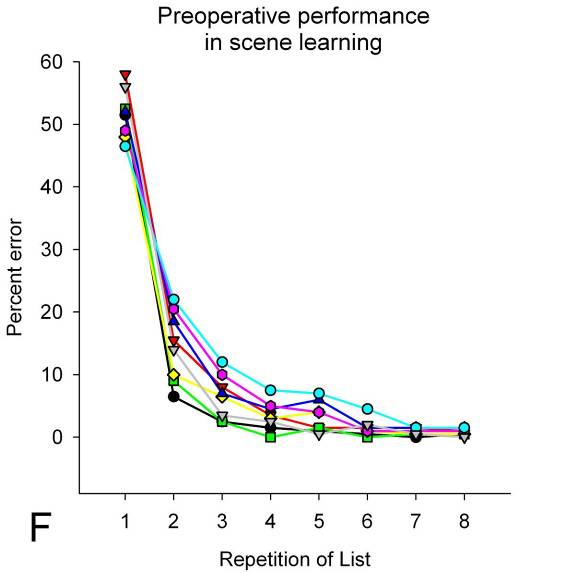 Preoperative performance
in scene learning
60
50
40
30
20
10
0
Percent error
1 2 3 4 5 6 7 8
F
Repetition of List